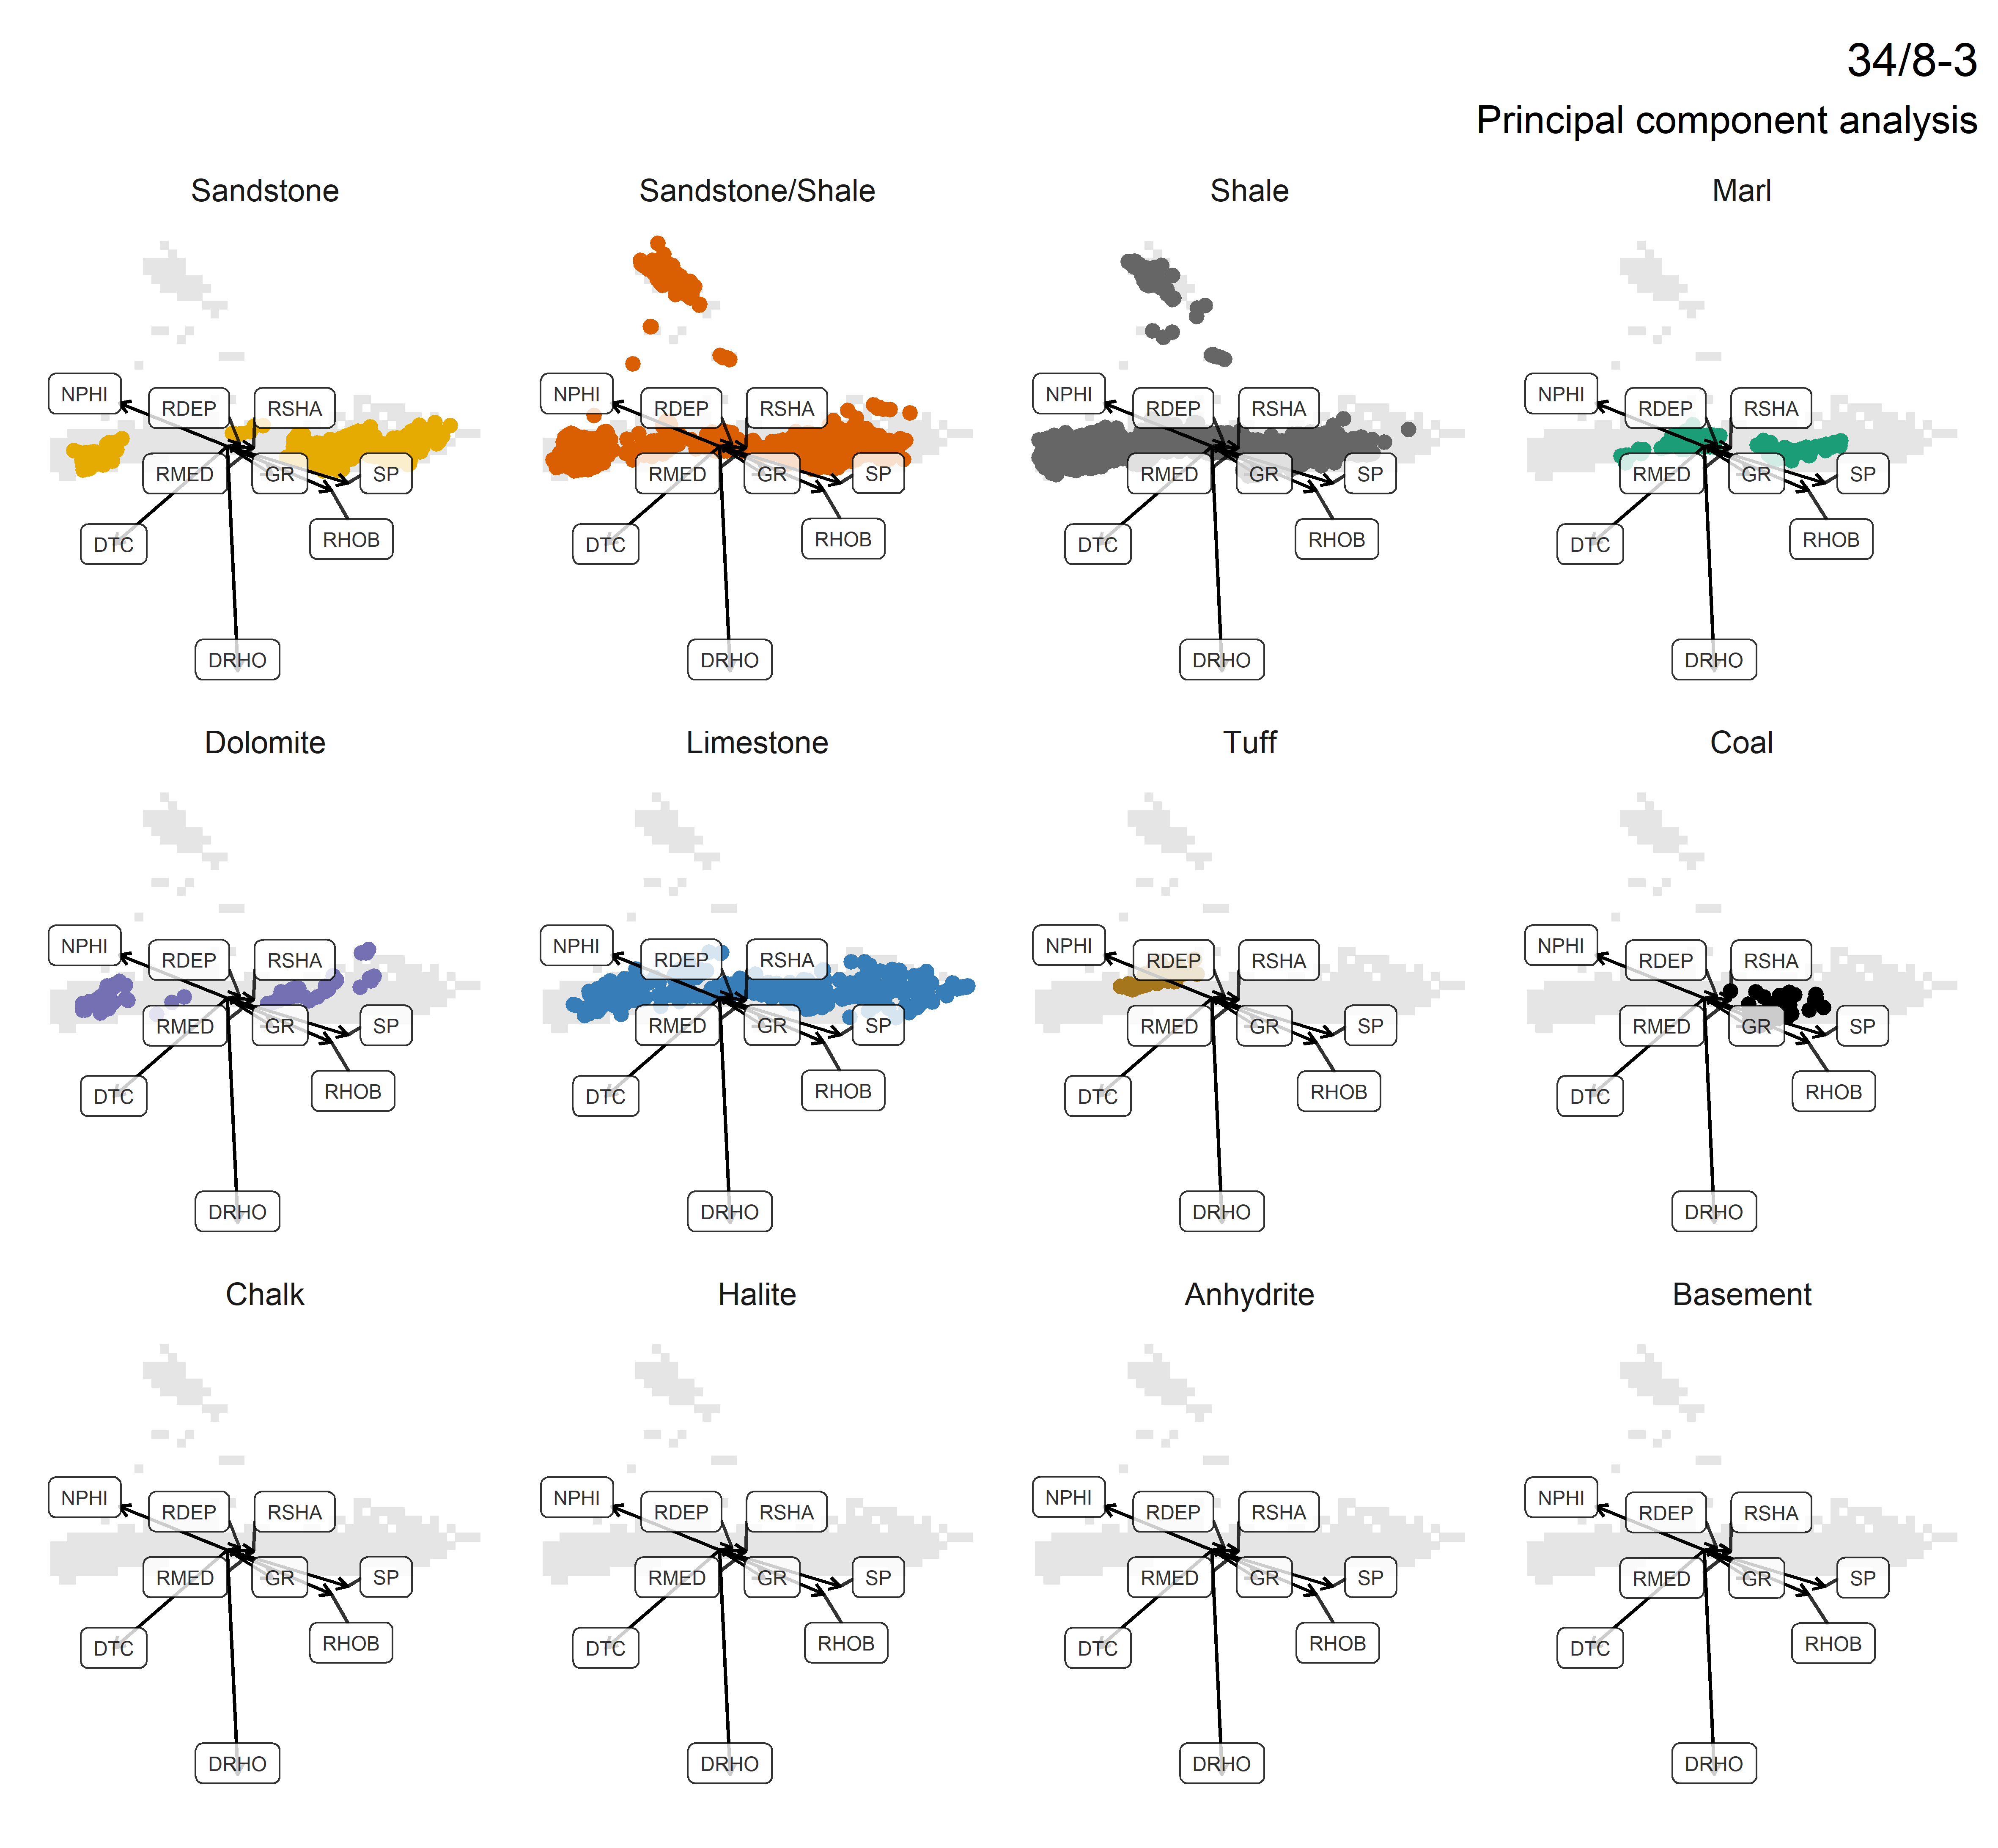 34/8-3
Principal component analysis
Sandstone
Sandstone/Shale
Shale
Marl
NPHI
RDEP
RSHA
RMED
GR
SP
DTC
RHOB
DRHO
NPHI
RDEP
RSHA
RMED
GR
SP
DTC
RHOB
DRHO
NPHI
RDEP
RSHA
RMED
GR
SP
DTC
RHOB
DRHO
NPHI
RDEP
RSHA
RMED
GR
SP
DTC
RHOB
DRHO
Dolomite
Limestone
Tuff
Coal
NPHI
RDEP
RSHA
RMED
GR
SP
DTC
RHOB
DRHO
NPHI
RDEP
RSHA
RMED
GR
SP
DTC
RHOB
DRHO
NPHI
RDEP
RSHA
RMED
GR
SP
DTC
RHOB
DRHO
NPHI
RDEP
RSHA
RMED
GR
SP
DTC
RHOB
DRHO
Chalk
Halite
Anhydrite
Basement
NPHI
RDEP
RSHA
RMED
GR
SP
DTC
RHOB
DRHO
NPHI
RDEP
RSHA
RMED
GR
SP
DTC
RHOB
DRHO
NPHI
RDEP
RSHA
RMED
GR
SP
DTC
RHOB
DRHO
NPHI
RDEP
RSHA
RMED
GR
SP
DTC
RHOB
DRHO